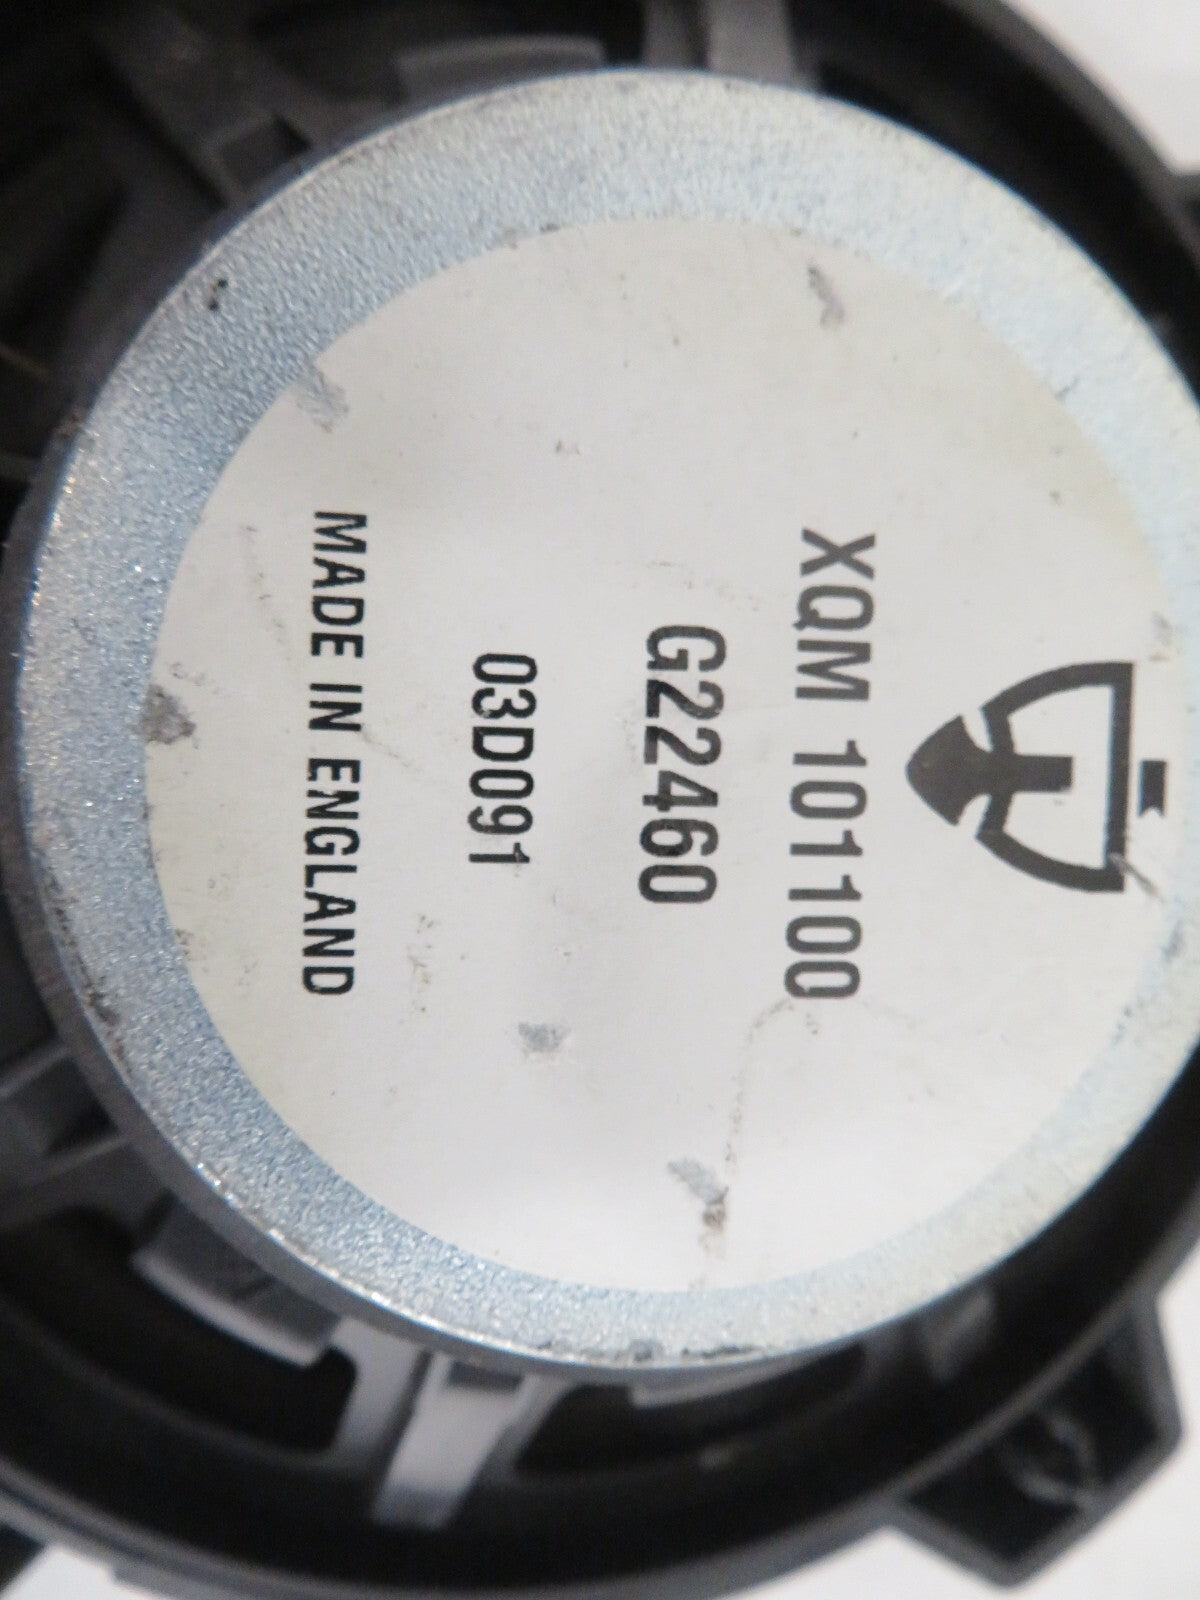 XQM 101100
G22460
03D091
MADE IN ENGLAND